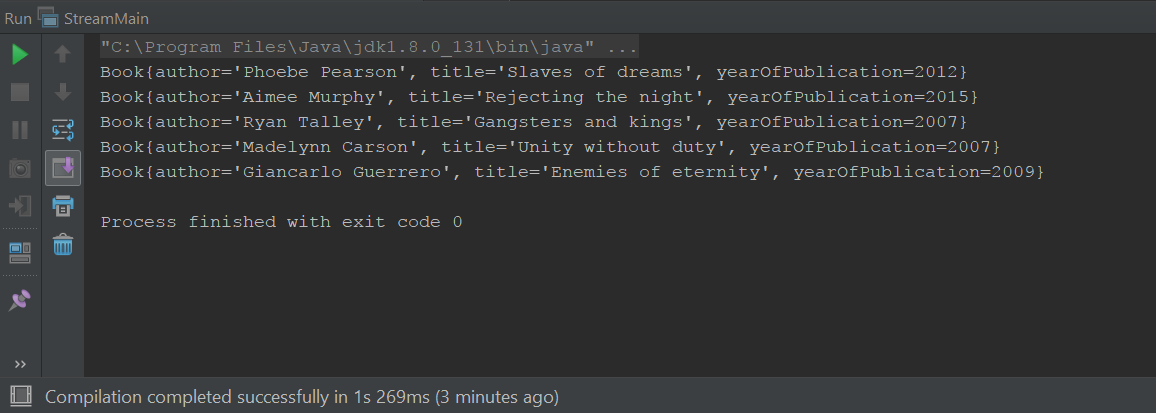 Run StreamMain
"C:\Program Files\Java\jdk1.8.0_131\bin\java" ...
Book{author='Phoebe Pearson', title='Slaves of dreams', yearOfPublication=2012}
Book{author='Aimee Murphy', title='Rejecting the night', yearOfPublication=2015}
Book{author='Ryan Talley', title='Gangsters and kings', yearOfPublication=2007}
Book{author='Madelynn Carson', title='Unity without duty', yearOfPublication=2007}
Book{author='Giancarlo Guerrero', title='Enemies of eternity', yearOfPublication=2009}
Process finished with exit code 0
Compilation completed successfully in 1s 269ms (3 minutes ago)